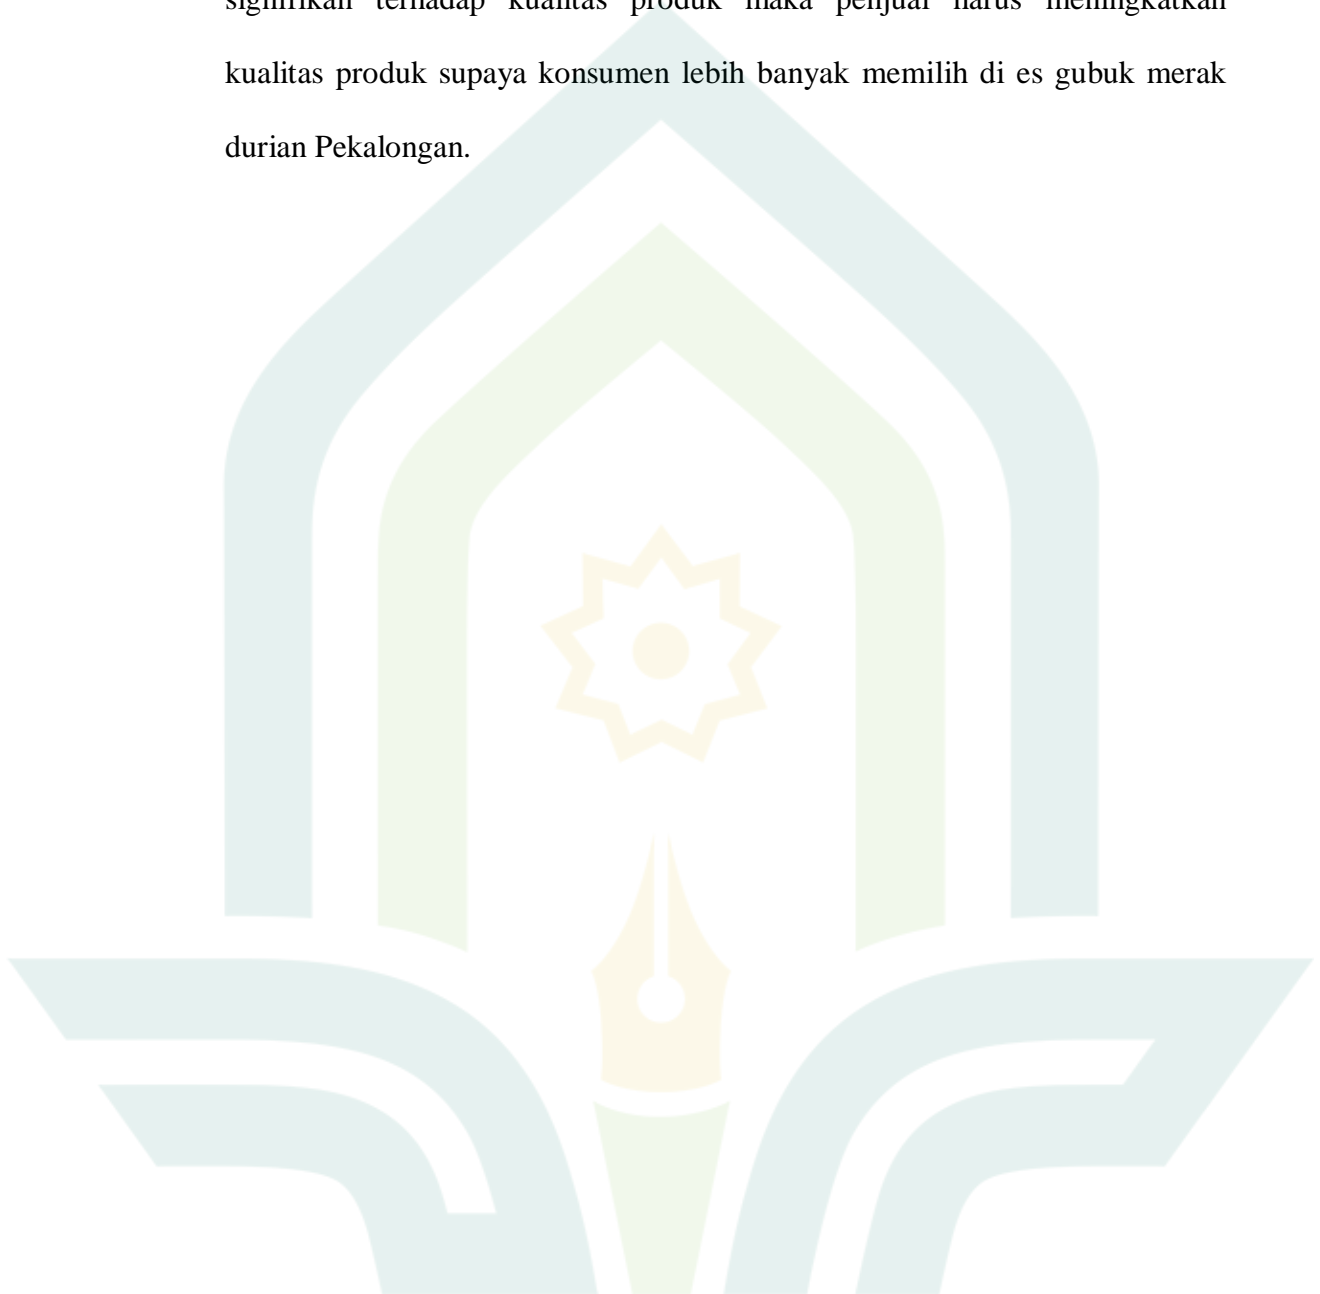 signifikan terhadap kualitas produk maka penjual harus meningkatkan
kualitas produk supaya konsumen lebih banyak memilih di es gubuk merak
durian Pekalongan.